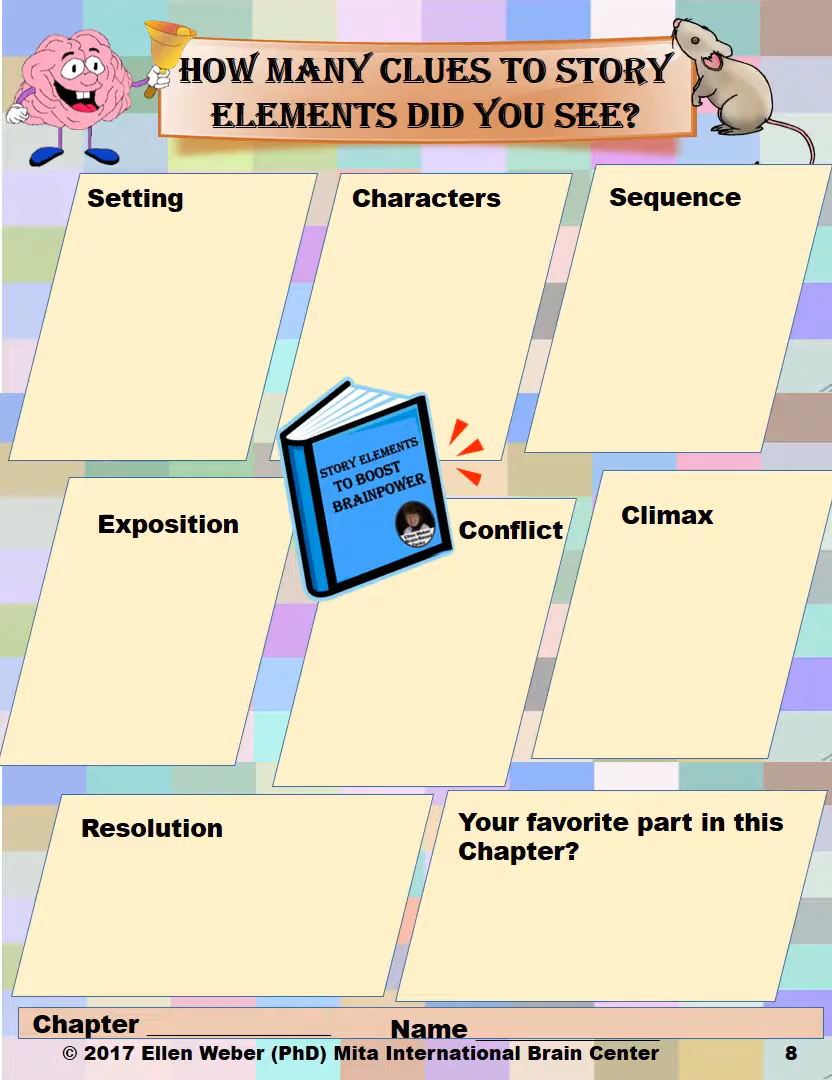 HOW MANY CLUES TO STORY
ELEMENTS DID YOU SEE?
Setting
Characters
Sequence
STORY ELEMENTS
TO BOOST
BRAINPOWER
Exposition
Conflict
Climax
Resolution
Your favorite part in this
Chapter?
Chapter _______________ Name _______________
© 2017 Ellen Weber (PhD) Mita International Brain Center 8